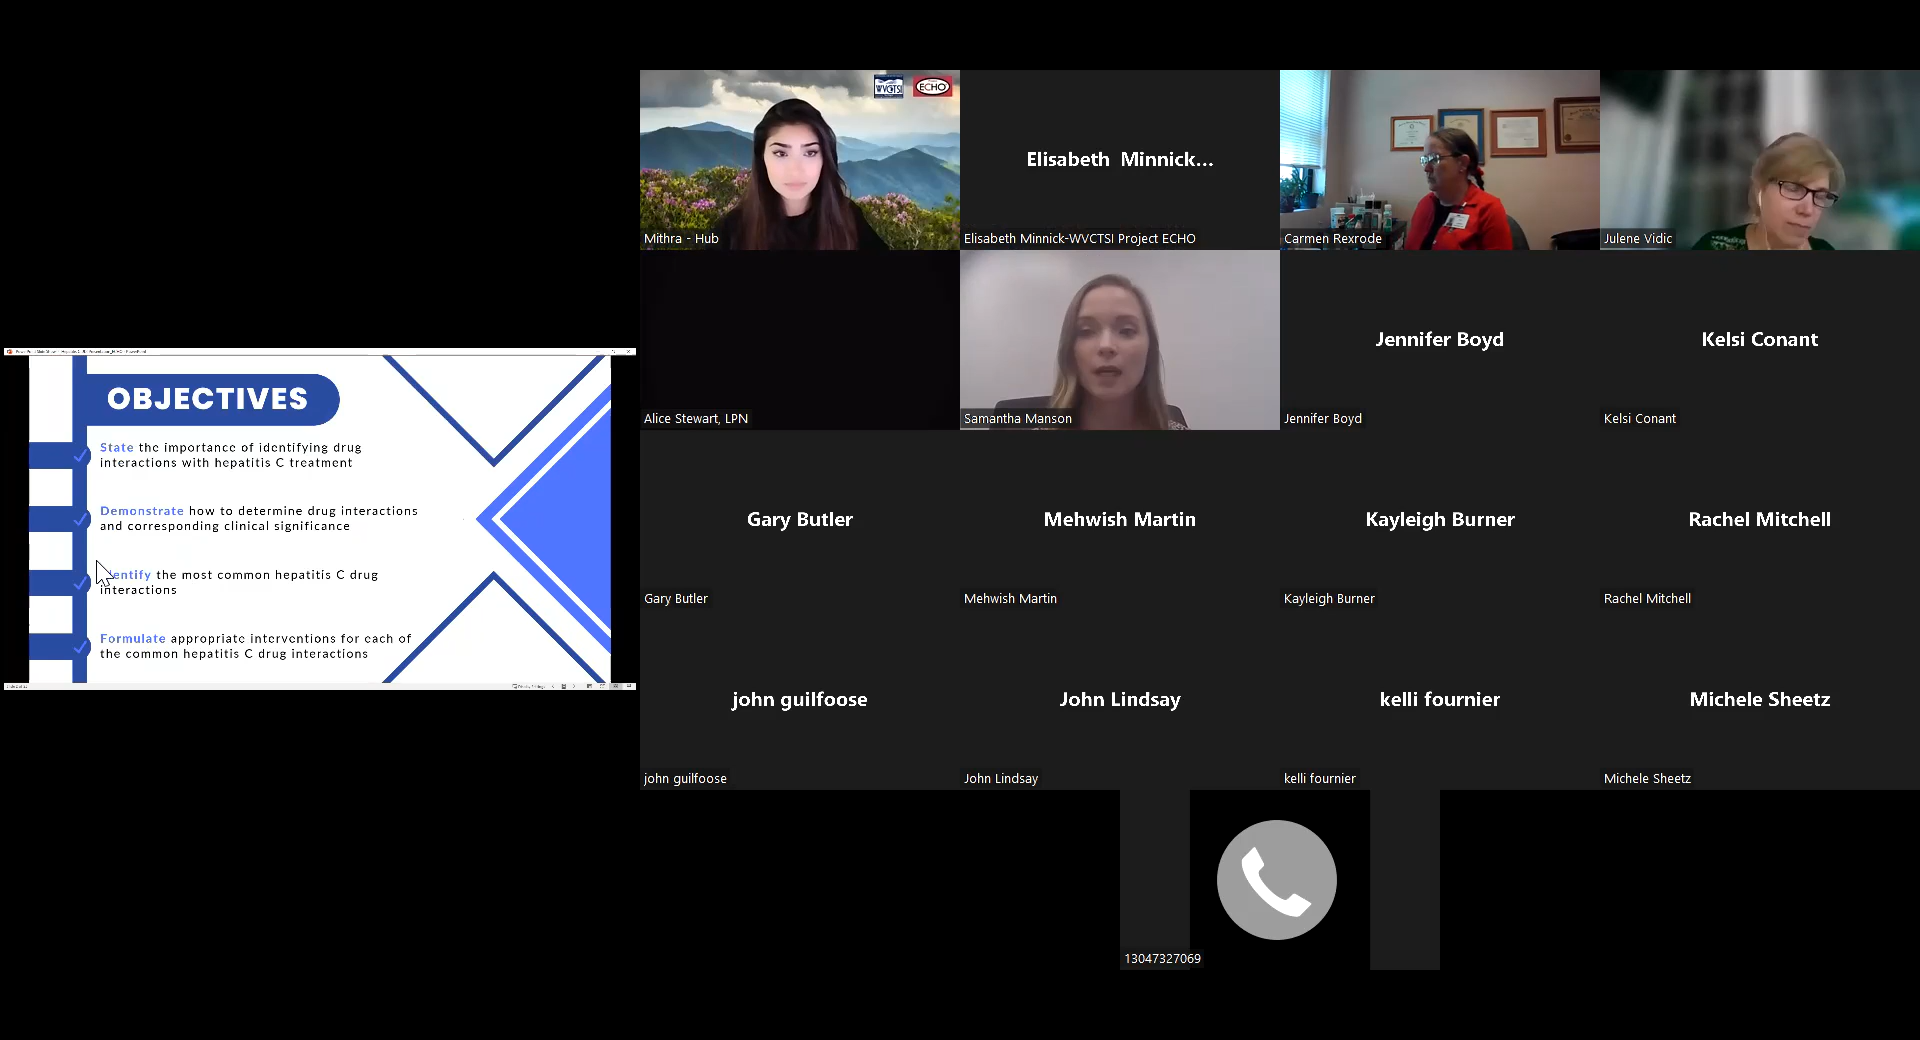 OBJECTIVES
State the importance of identifying drug
interactions with hepatitis C treatment
Demonstrate how to determine drug interactions
and corresponding clinical significance
entify the most common hepatitis C drug
interactions
Formulate appropriate interventions for each of
the common hepatitis C drug interactions
WVCTSI
ECHO
Mithra - Hub
Elisabeth Minnick...
Elisabeth Minnick-WVCTSI Project ECHO
Carmen Rexrode
Julene Vidic
Alice Stewart, LPN
Samantha Manson
Jennifer Boyd
Jennifer Boyd
Kelsi Conant
Kelsi Conant
Gary Butler
Gary Butler
Mehwish Martin
Mehwish Martin
Kayleigh Burner
Kayleigh Burner
Rachel Mitchell
Rachel Mitchell
john guilfoose
john guilfoose
John Lindsay
John Lindsay
kelli fournier
kelli fournier
Michele Sheetz
Michele Sheetz
13047327069